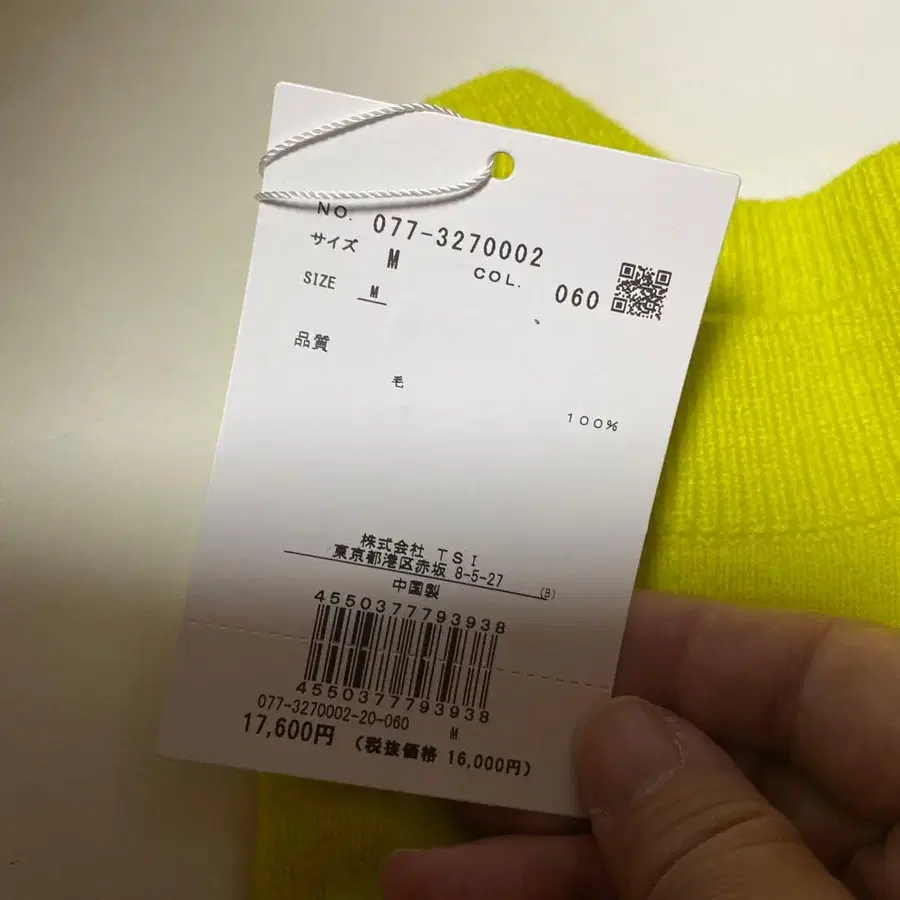 NO. 077-3270002
サイズ M COL. 060
SIZE M
品質
毛
100%
株式会社 TSI
東京都港区赤坂 8-5-27 (B)
中国製
4550377793938
4550377793938
077-3270002-20-060 M
17,600円 (税抜価格 16,000円)